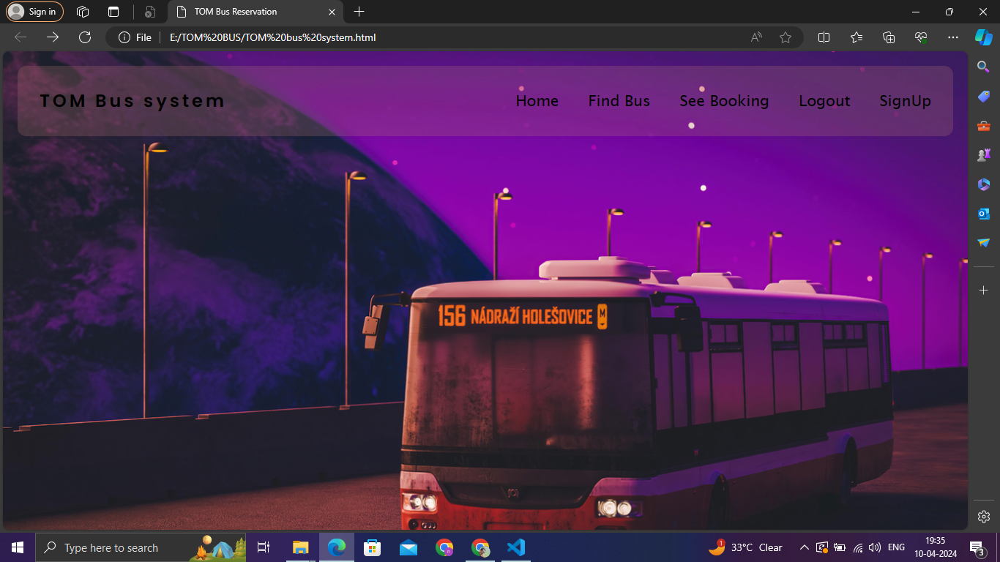 Sign in
TOM Bus Reservation
File
E:/TOM%20BUS/TOM%20bus%20system.html
TOM Bus system
Home
Find Bus
See Booking
Logout
SignUp
156 NÁDRAŽÍ HOLEŠOVICE M
Type here to search
1
33°C Clear
ENG
19:35
10-04-2024
3